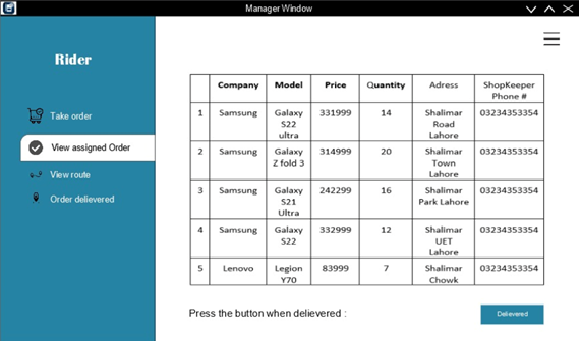 Manager Window
Rider
Take order
View assigned Order
View route
Order delievered
Company Model Price Quantity Adress ShopKeeper Phone #
1 Samsung Galaxy S22 ultra 331999 14 Shalimar Road Lahore 03234353354
2 Samsung Galaxy Z fold 3 314999 20 Shalimar Town Lahore 03234353354
3 Samsung Galaxy S21 Ultra 242299 16 Shalimar Park Lahore 03234353354
4 Samsung Galaxy S22 332999 12 Shalimar UET Lahore 03234353354
5 Lenovo Legion Y70 83999 7 Shalimar Chowk 03234353354
Press the button when delievered :
Delievered